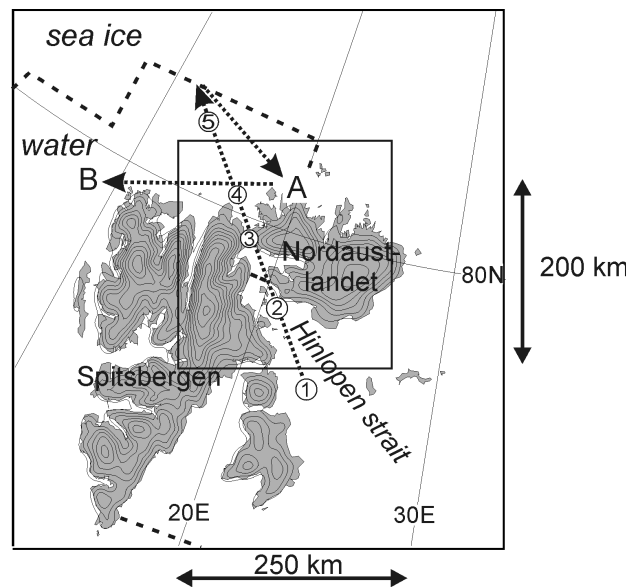 sea ice
water
⑤
B
A
④
③
Nordaust-
landet
80N
200 km
②
Hinlopen strait
Spitsbergen
①
20E
30E
250 km